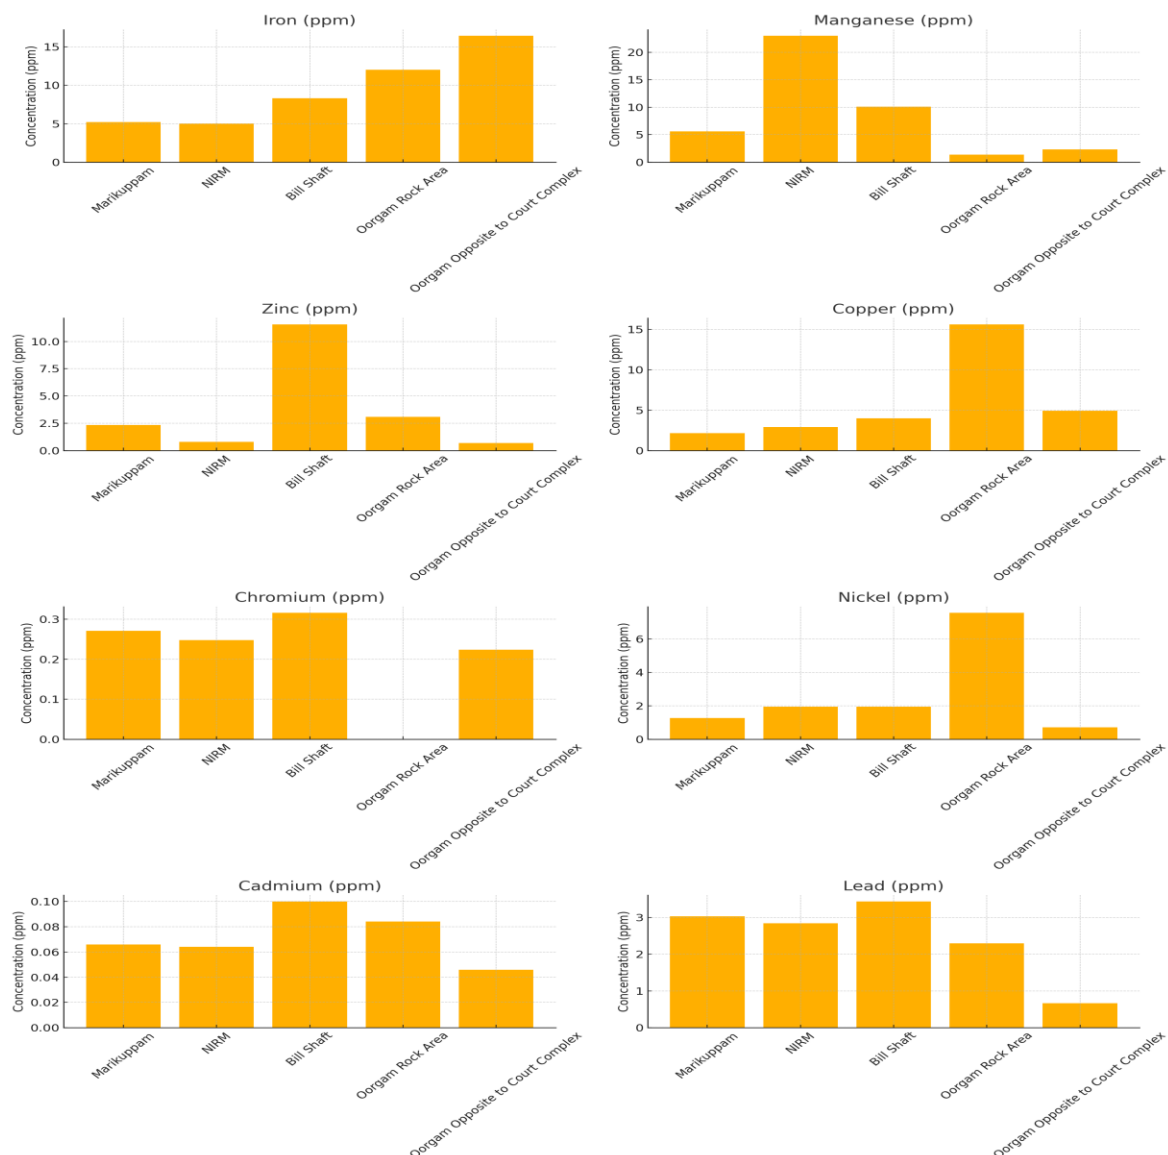 Iron (ppm)
Concentration (ppm)
15
10
5
0
Marikuppam
NIRM
Bill Shaft
Oorgam Rock Area
Oorgam Opposite to Court Complex
Manganese (ppm)
Concentration (ppm)
20
15
10
5
0
Marikuppam
NIRM
Bill Shaft
Oorgam Rock Area
Oorgam Opposite to Court Complex
Zinc (ppm)
Concentration (ppm)
10.0
7.5
5.0
2.5
0.0
Marikuppam
NIRM
Bill Shaft
Oorgam Rock Area
Oorgam Opposite to Court Complex
Copper (ppm)
Concentration (ppm)
15
10
5
0
Marikuppam
NIRM
Bill Shaft
Oorgam Rock Area
Oorgam Opposite to Court Complex
Chromium (ppm)
Concentration (ppm)
0.3
0.2
0.1
0.0
Marikuppam
NIRM
Bill Shaft
Oorgam Rock Area
Oorgam Opposite to Court Complex
Nickel (ppm)
Concentration (ppm)
6
4
2
0
Marikuppam
NIRM
Bill Shaft
Oorgam Rock Area
Oorgam Opposite to Court Complex
Cadmium (ppm)
Concentration (ppm)
0.10
0.08
0.06
0.04
0.02
0.00
Marikuppam
NIRM
Bill Shaft
Oorgam Rock Area
Oorgam Opposite to Court Complex
Lead (ppm)
Concentration (ppm)
3
2
1
0
Marikuppam
NIRM
Bill Shaft
Oorgam Rock Area
Oorgam Opposite to Court Complex